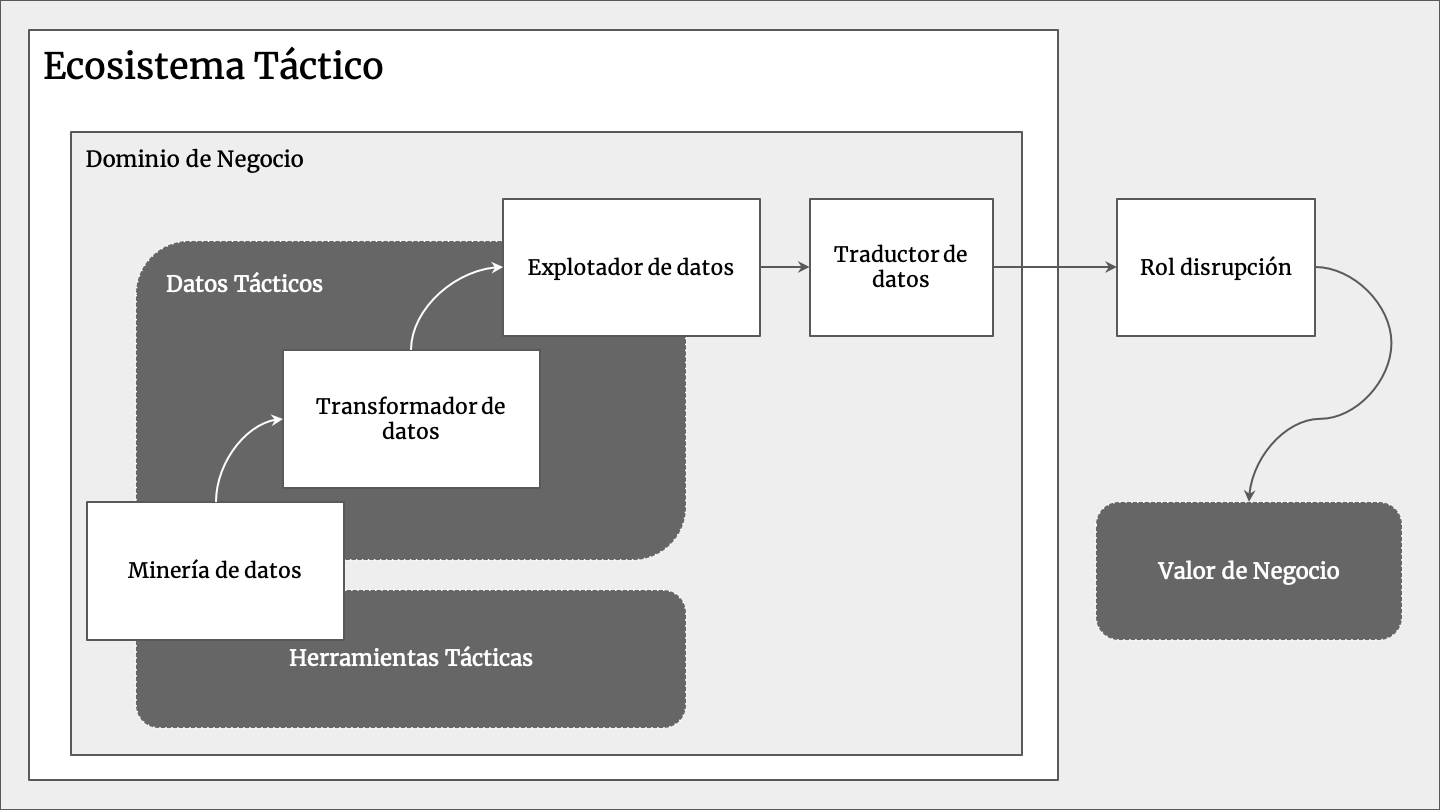 Ecosistema Táctico
Dominio de Negocio
Datos Tácticos
Explotador de datos
Traductor de
datos
Rol disrupción
Transformador de
datos
Minería de datos
Valor de Negocio
Herramientas Tácticas